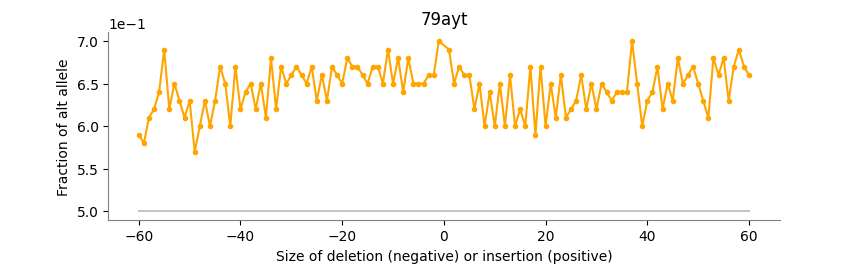 79ayt
1e−1
7.0
6.5
6.0
5.5
5.0
Fraction of alt allele
−60 −40 −20 0 20 40 60
Size of deletion (negative) or insertion (positive)